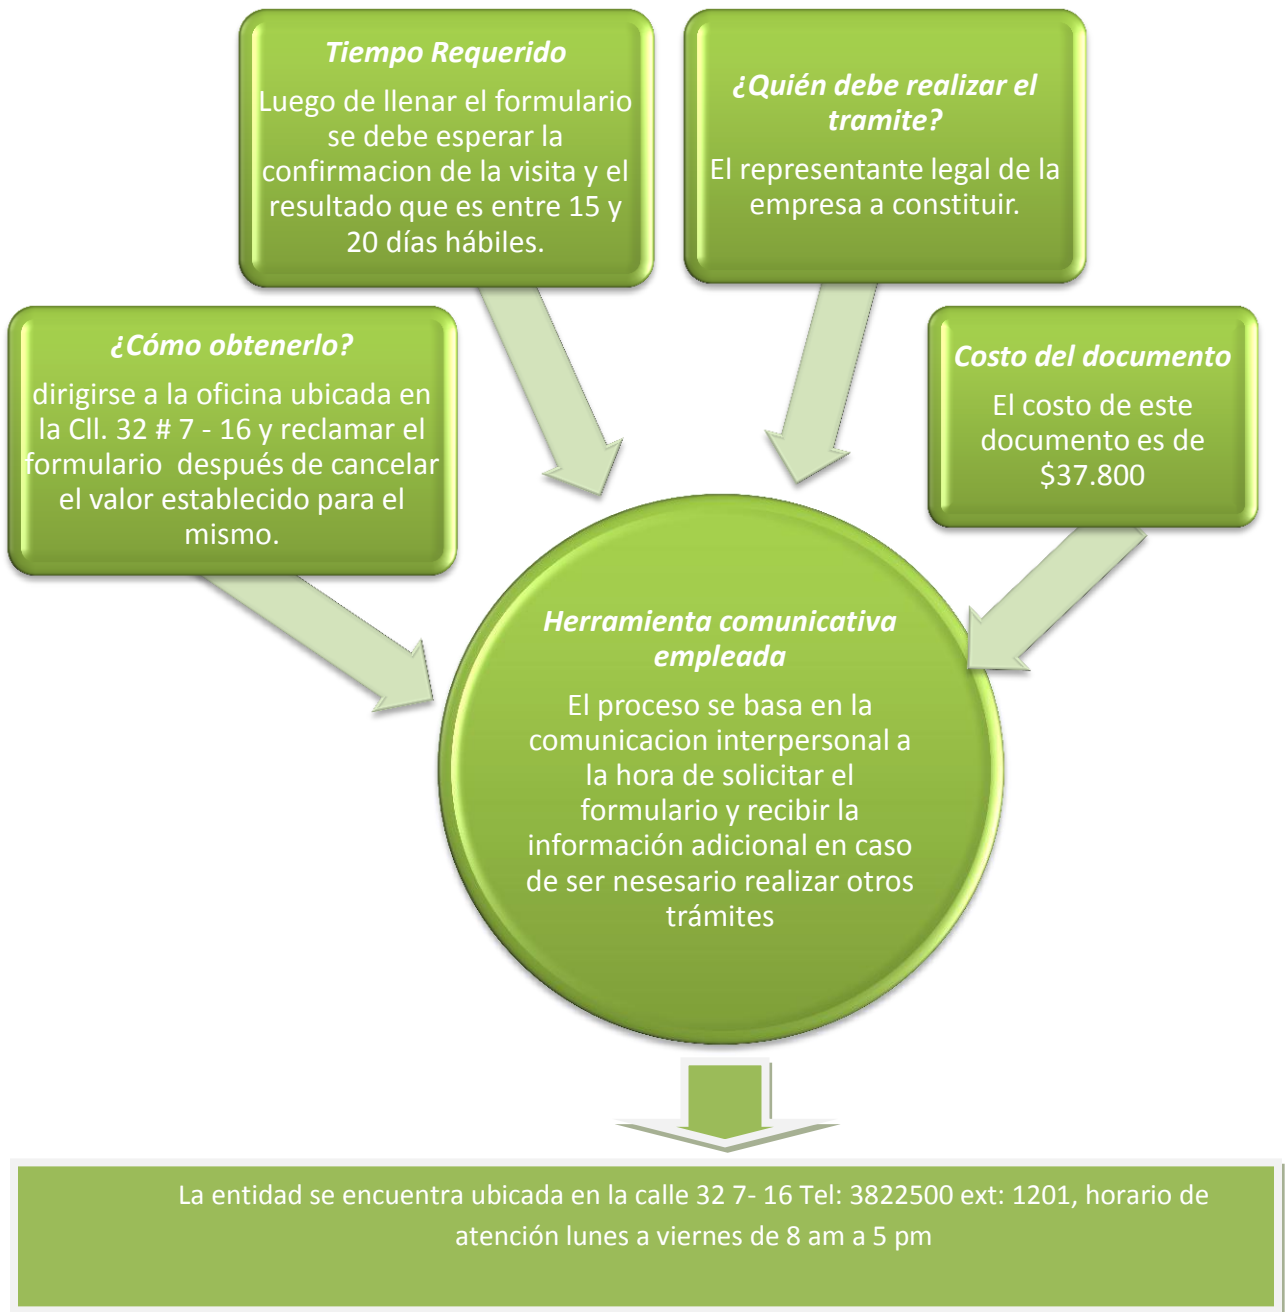 Tiempo Requerido
Luego de llenar el formulario
se debe esperar la
confirmacion de la visita y el
resultado que es entre 15 y
20 días hábiles.
¿Quién debe realizar el
tramite?
El representante legal de la
empresa a constituir.
¿Cómo obtenerlo?
dirigirse a la oficina ubicada en
la Cll. 32 # 7 - 16 y reclamar el
formulario después de cancelar
el valor establecido para el
mismo.
Costo del documento
El costo de este
documento es de
$37.800
Herramienta comunicativa
empleada
El proceso se basa en la
comunicacion interpersonal a
la hora de solicitar el
formulario y recibir la
información adicional en caso
de ser nesesario realizar otros
trámites
La entidad se encuentra ubicada en la calle 32 7- 16 Tel: 3822500 ext: 1201, horario de
atención lunes a viernes de 8 am a 5 pm